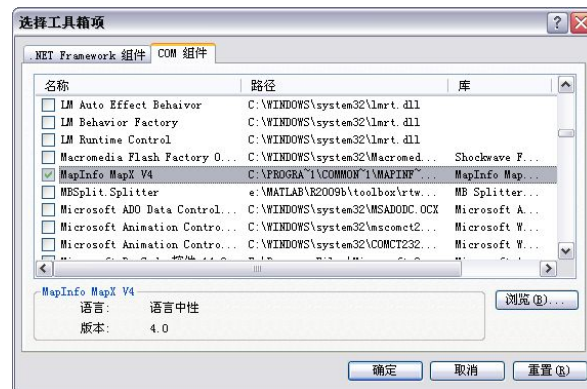 选择工具箱项
.NET Framework 组件 COM 组件
名称 路径 库
LM Auto Effect Behaivor C:\WINDOWS\system32\lmrt.dll
LM Behavior Factory C:\WINDOWS\system32\lmrt.dll
LM Runtime Control C:\WINDOWS\system32\lmrt.dll
Macromedia Flash Factory O... C:\WINDOWS\system32\Macromed... Shockwave F...
MapInfo MapX V4 C:\PROGRA~1\COMMON~1\MAPINF~... MapInfo Map...
MBSplit.Splitter e:\MATLAB\R2009b\toolbox\rtw... MB Splitter...
Microsoft ADO Data Control... C:\WINDOWS\system32\MSADODC.OCX Microsoft A...
Microsoft Animation Contro... C:\WINDOWS\system32\mscomct2... Microsoft W...
Microsoft Animation Contro... C:\WINDOWS\system32\COMCT232... Microsoft W...
MapInfo MapX V4
语言: 语言中性
版本: 4.0
浏览(B)...
确定 取消 重置(R)